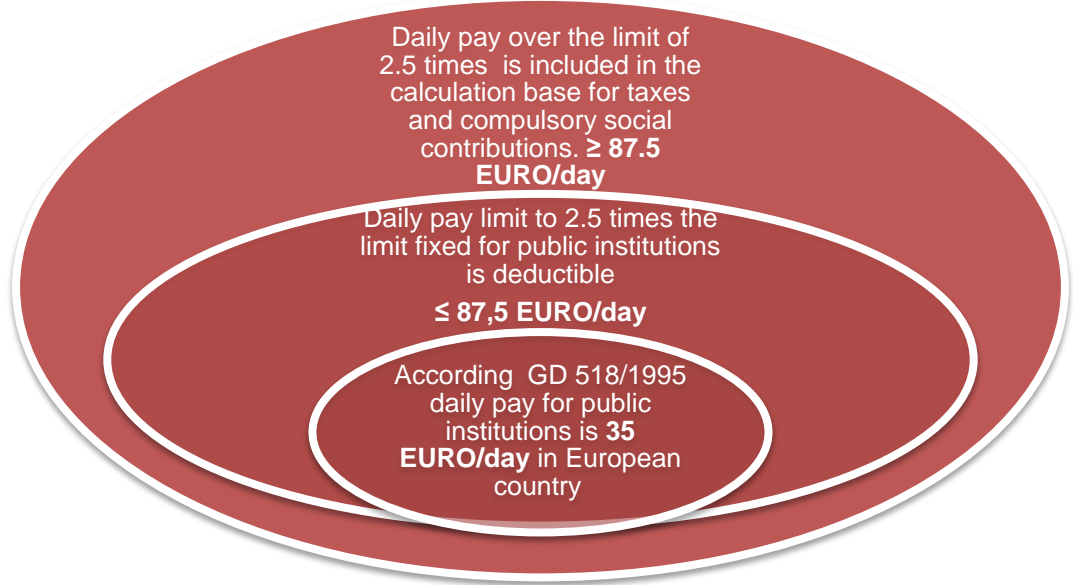 Daily pay over the limit of
2.5 times  is included in the
calculation base for taxes
and compulsory social
contributions. ≥ 87.5
EURO/day
Daily pay limit to 2.5 times the
limit fixed for public institutions
is deductible
≤ 87,5 EURO/day
According  GD 518/1995
daily pay for public
institutions is 35
EURO/day in European
country